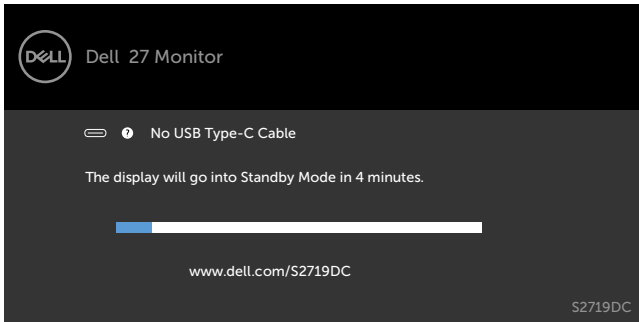 DELL
Dell 27 Monitor
? No USB Type-C Cable
The display will go into Standby Mode in 4 minutes.
www.dell.com/S2719DC
S2719DC